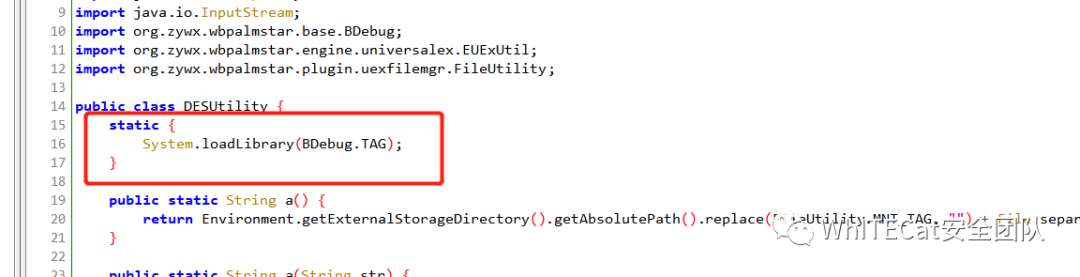 9 import java.io.InputStream;
10 import org.zywx.wbpalmstar.base.BDebug;
11 import org.zywx.wbpalmstar.engine.universalex.EUExUtil;
12 import org.zywx.wbpalmstar.plugin.uexfilemgr.FileUtility;
13
14 public class DESUtility {
15 static {
16 System.loadLibrary(BDebug.TAG);
17 }
18
19 public static String a() {
20 return Environment.getExternalStorageDirectory().getAbsolutePath().replace(FileUtility.MNT_TAG, "") + File.separa
21 }
22
23 public static String a(String str) {
WhITECat安全团队